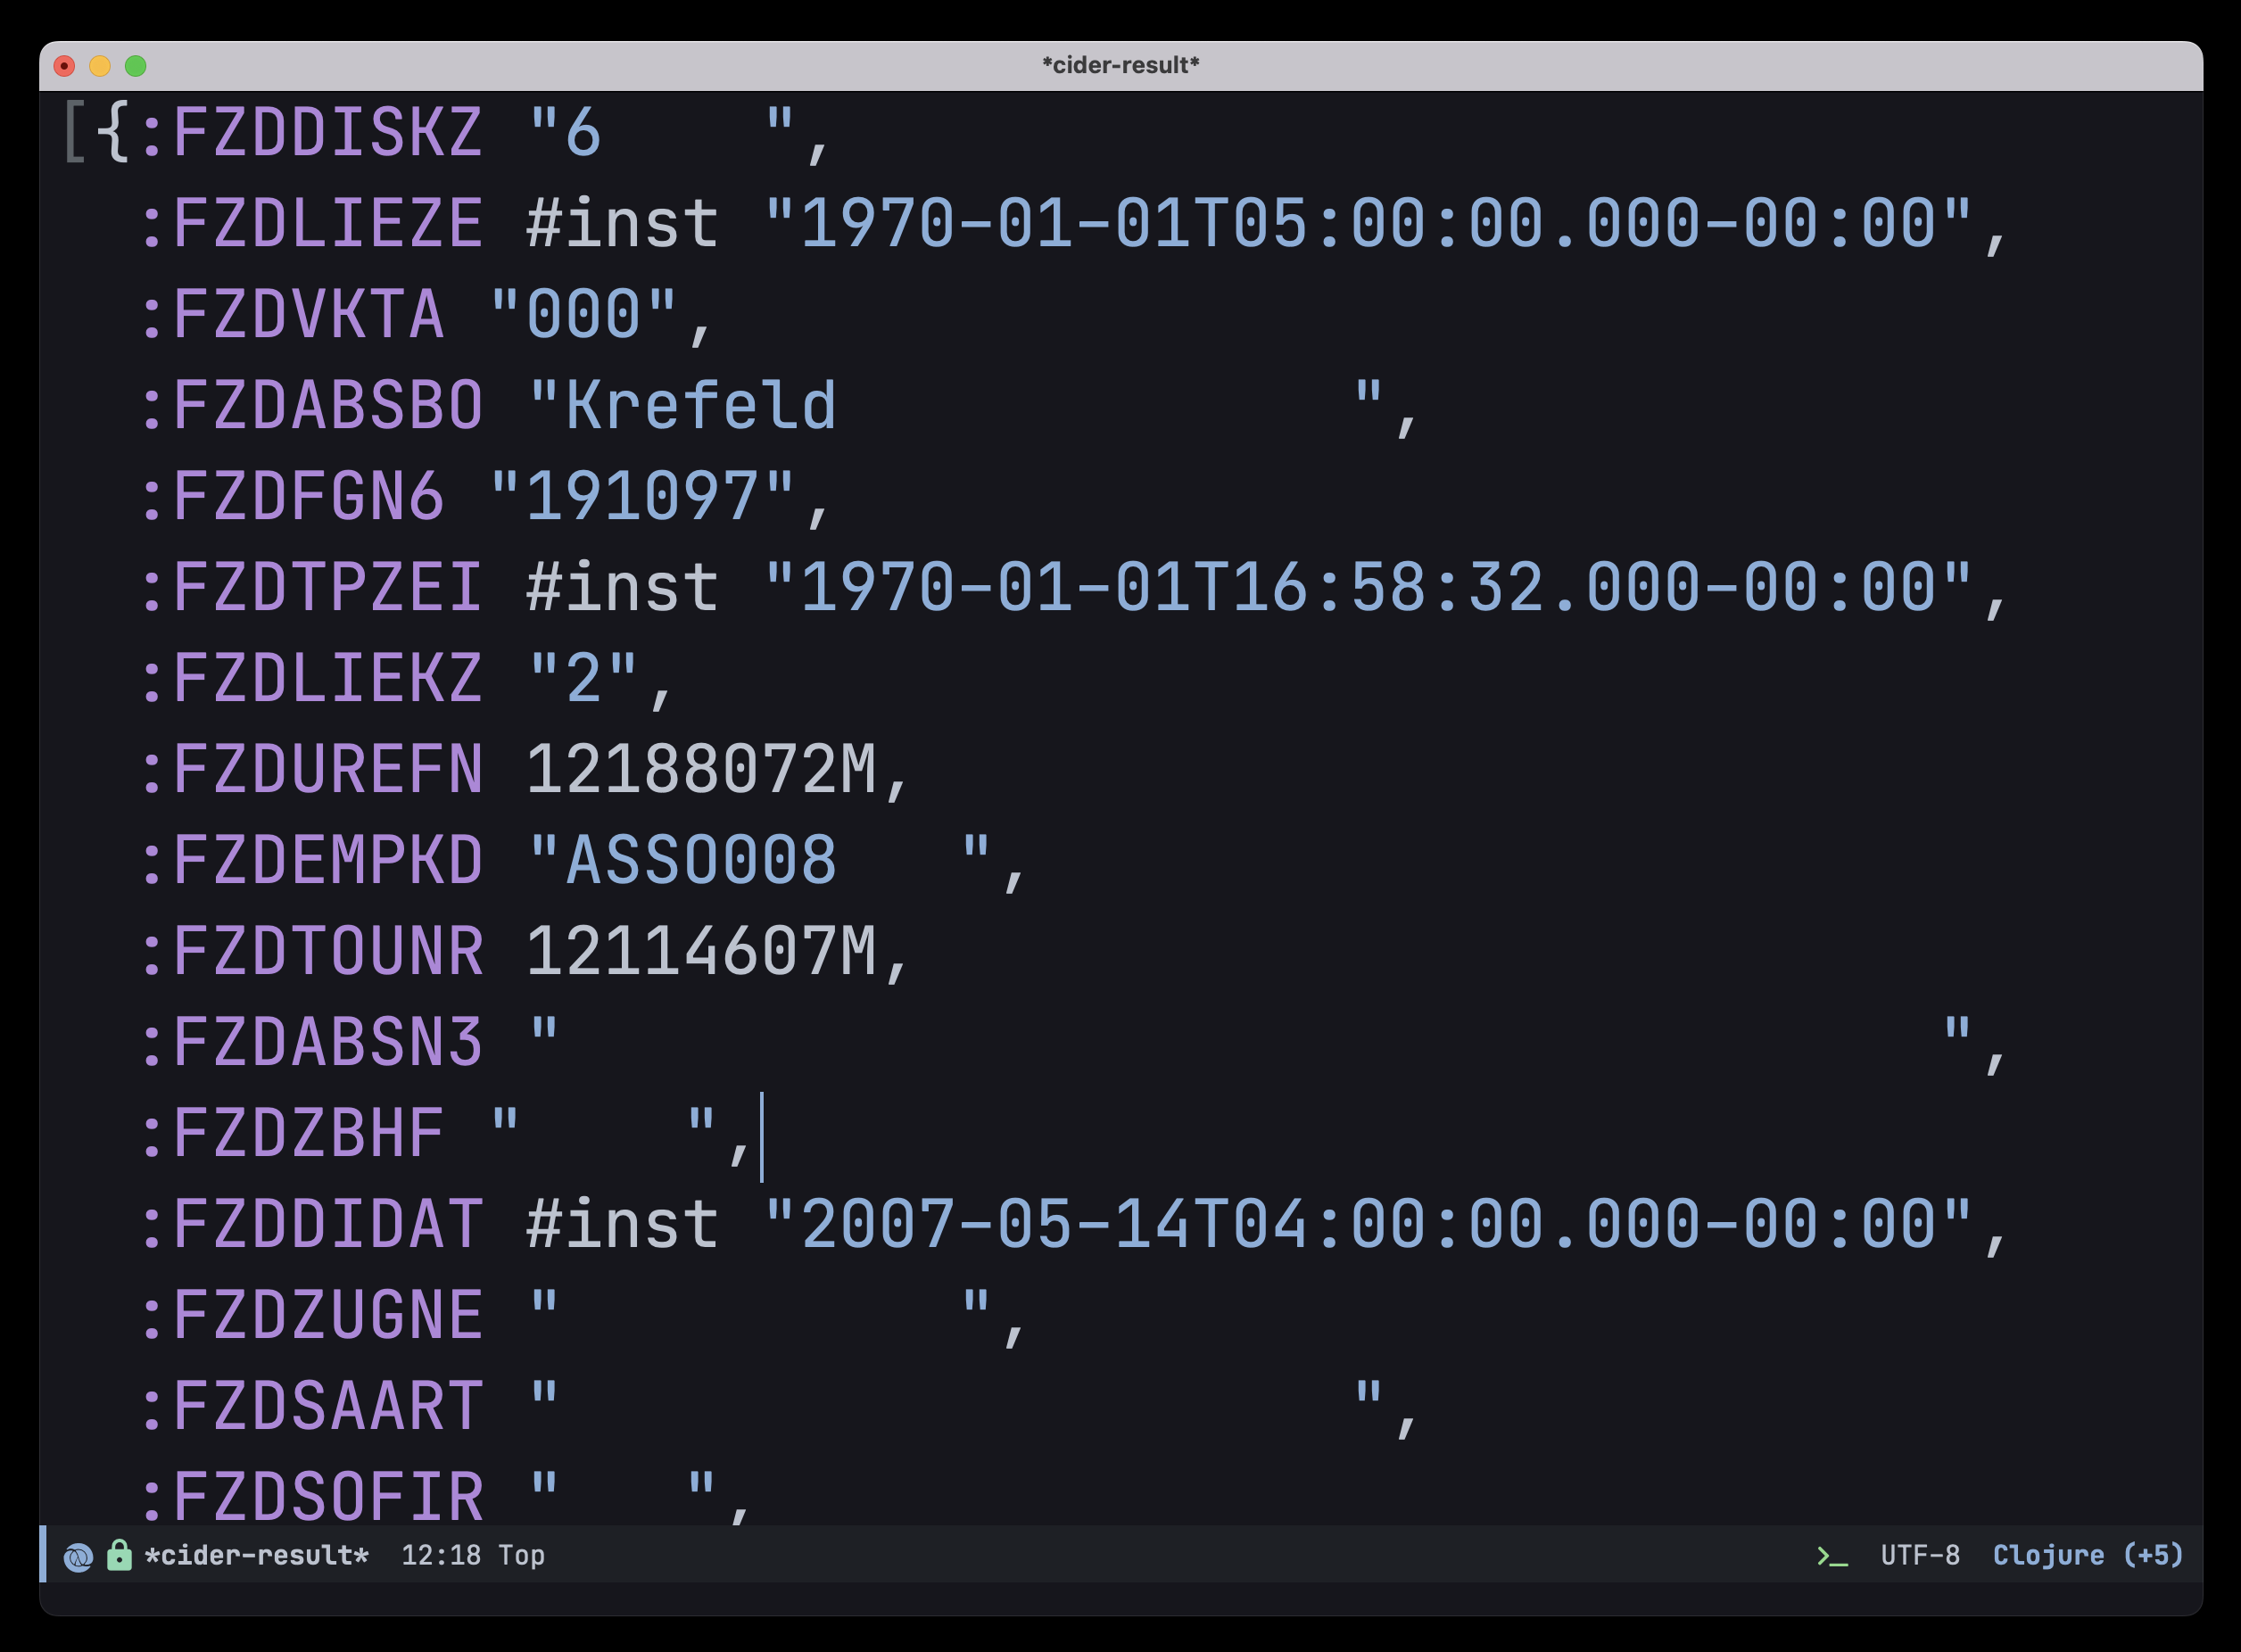 *cider-result*
[{:FZDDISKZ "6    ",
:FZDLIEZE #inst "1970-01-01T05:00:00.000-00:00",
:FZDVKTA "000",
:FZDABSBO "Krefeld             ",
:FZDFGN6 "191097",
:FZDTPZEI #inst "1970-01-01T16:58:32.000-00:00",
:FZDLIEKZ "2",
:FZDUREFN 12188072M,
:FZDEMPKD "ASSO008   ",
:FZDTOUNR 12114607M,
:FZDABSN3 "                                   ",
:FZDZBHF "    ",
:FZDDIDAT #inst "2007-05-14T04:00:00.000-00:00",
:FZDZUGNE "          ",
:FZDSAART "                    ",
:FZDSOFIR "   ",
*cider-result* 12:18 Top >_ UTF-8 Clojure (+5)